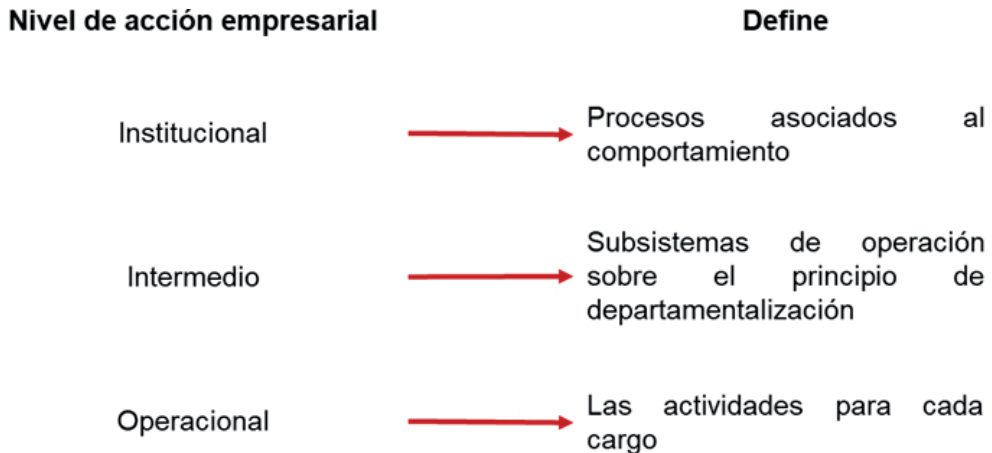 Nivel de acción empresarial
Define
Institucional
Procesos asociados al
comportamiento
Intermedio
Subsistemas de operación
sobre el principio de
departamentalización
Operacional
Las actividades para cada
cargo